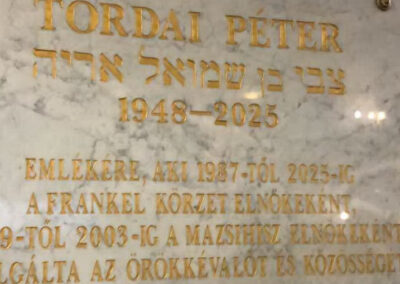 TORDAI PÉTER
צבי בן שמואל אריה
1948-2025
EMLÉKÉRE, AKI 1987-TŐL 2025-IG
A FRANKEL KÖRZET ELNÖKEKÉNT,
9-TŐL 2003-IG A MAZSIHISZ ELNÖKEKÉNT
LGÁLTA AZ ÖRÖKKÉVALÓT ÉS KÖZÖSSÉGÉT